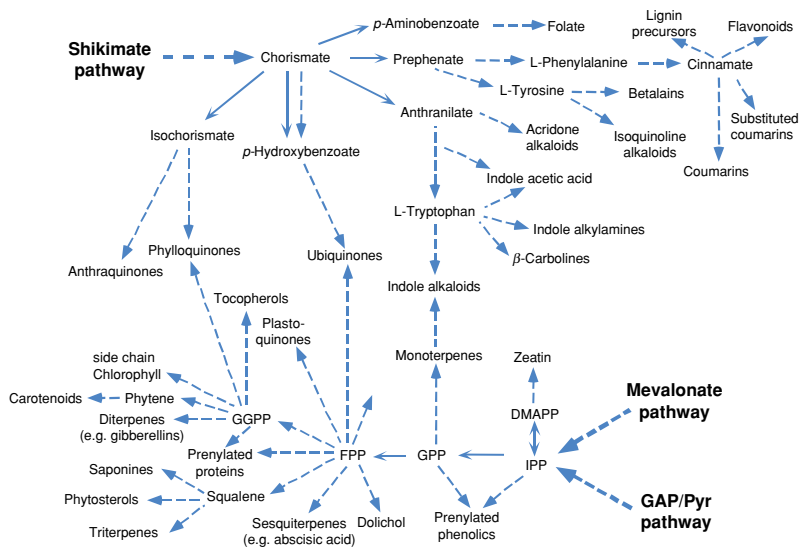 p-Aminobenzoate
Folate
Lignin
precursors
Flavonoids
Shikimate
pathway
Chorismate
Prephenate
L-Phenylalanine
Cinnamate
L-Tyrosine
Betalains
Anthranilate
Substituted
coumarins
Isochorismate
p-Hydroxybenzoate
Acridone
alkaloids
Isoquinoline
alkaloids
Coumarins
Indole acetic acid
L-Tryptophan
Indole alkylamines
Phylloquinones
Ubiquinones
β-Carbolines
Anthraquinones
Indole alkaloids
Tocopherols
Plasto-
quinones
side chain
Chlorophyll
Monoterpenes
Zeatin
Carotenoids
Phytene
Mevalonate
pathway
Diterpenes
(e.g. gibberellins)
GGPP
DMAPP
Prenylated
proteins
FPP
GPP
IPP
Saponines
Phytosterols
Squalene
GAP/Pyr
pathway
Triterpenes
Sesquiterpenes
(e.g. abscisic acid)
Dolichol
Prenylated
phenolics